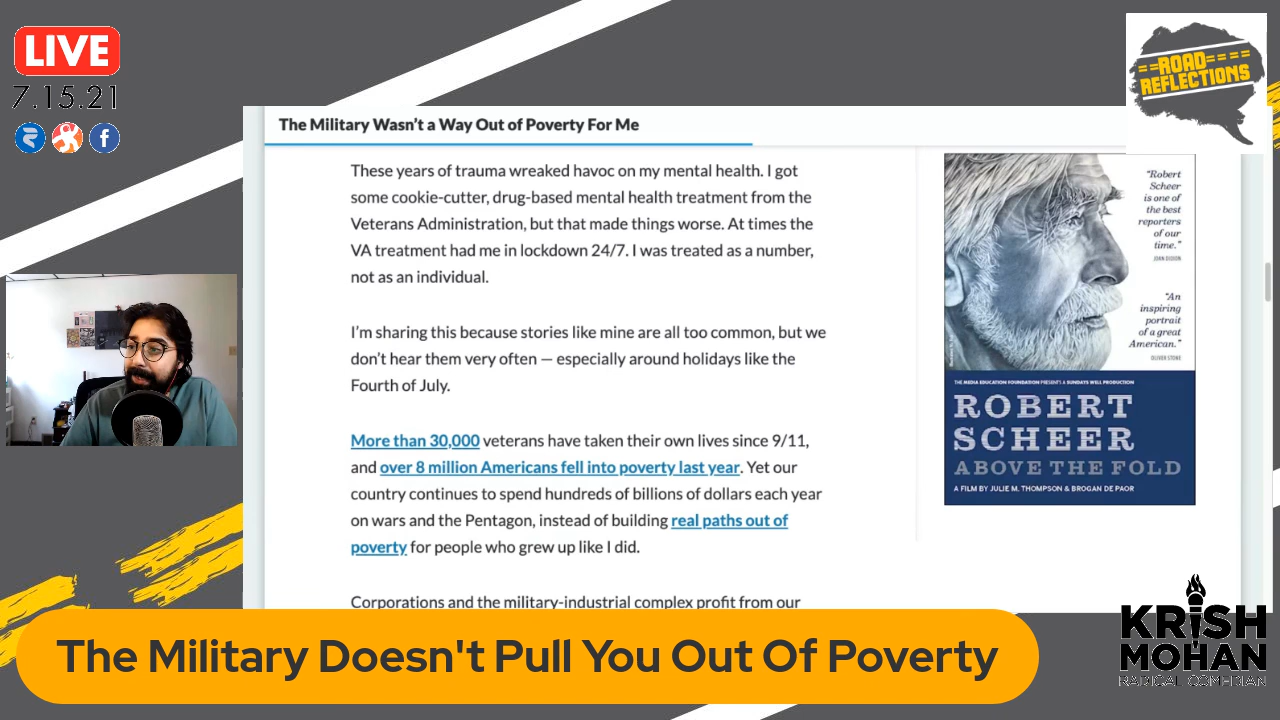 LIVE
7.15.21
==ROAD====
REFLECTIONS
The Military Wasn't a Way Out of Poverty For Me
These years of trauma wreaked havoc on my mental health. I got
some cookie-cutter, drug-based mental health treatment from the
Veterans Administration, but that made things worse. At times the
VA treatment had me in lockdown 24/7. I was treated as a number,
not as an individual.
I'm sharing this because stories like mine are all too common, but we
don't hear them very often — especially around holidays like the
Fourth of July.
More than 30,000 veterans have taken their own lives since 9/11,
and over 8 million Americans fell into poverty last year. Yet our
country continues to spend hundreds of billions of dollars each year
on wars and the Pentagon, instead of building real paths out of
poverty for people who grew up like I did.
Corporations and the military-industrial complex profit from our
"Robert
Scheer
is one of
the best
reporters
of our
time."
JOAN DIDION
"An
inspiring
portrait
of a great
American."
OLIVER STONE
THE MEDIA EDUCATION FOUNDATION PRESENTS A SUNDAYS WELL PRODUCTION
ROBERT
SCHEER
ABOVE THE FOLD
A FILM BY JULIE M. THOMPSON & BROGAN DE PAOR
The Military Doesn't Pull You Out Of Poverty
KRISH
MOHAN
RADICAL COMEDIAN